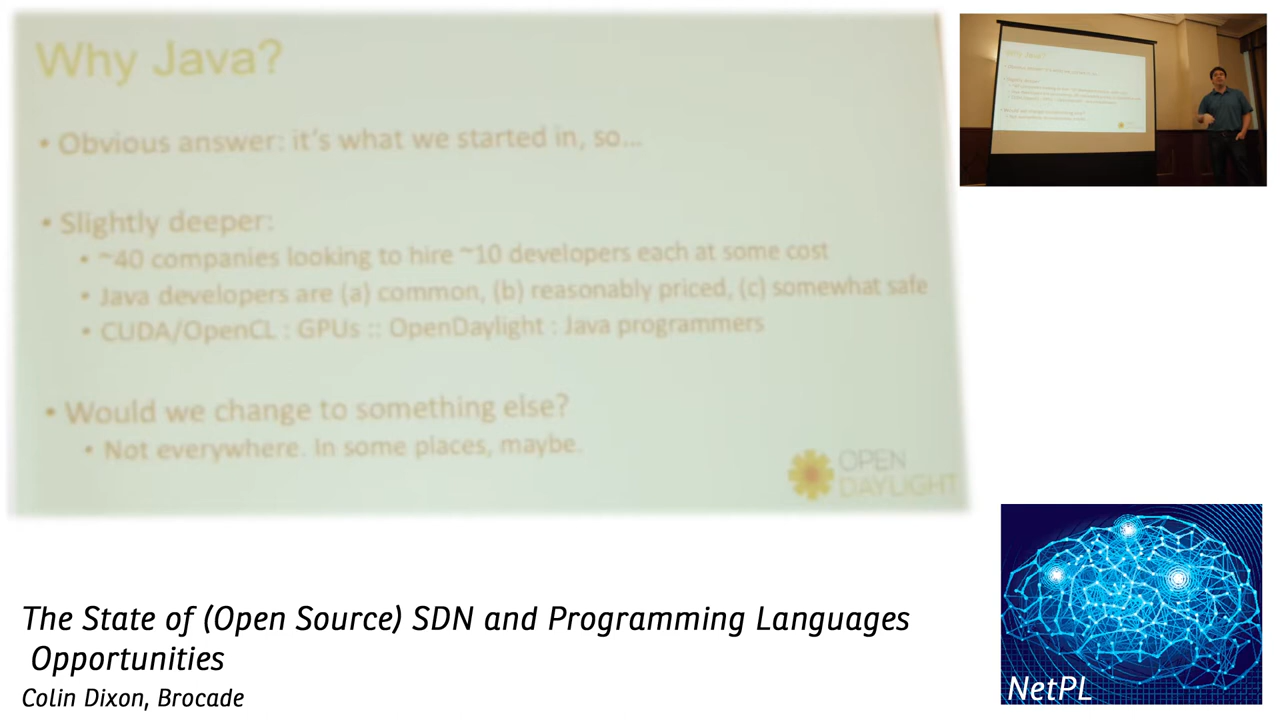 Why Java?
• Obvious answer: it's what we started in, so...
• Slightly deeper:
• ~40 companies looking to hire ~10 developers each at some cost
• Java developers are (a) common, (b) reasonably priced, (c) somewhat safe
• CUDA/OpenCL : GPUs :: OpenDaylight : Java programmers
• Would we change to something else?
• Not everywhere. In some places, maybe.
OPEN
DAYLIGHT
Why Java?
The State of (Open Source) SDN and Programming Languages
Opportunities
Colin Dixon, Brocade
NetPL